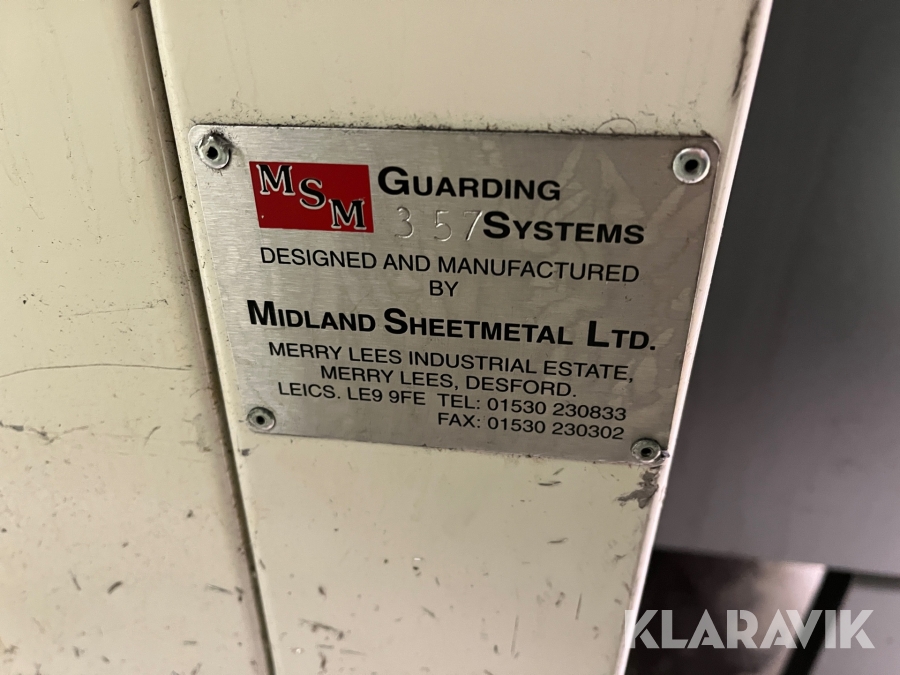 MSM GUARDING
357 SYSTEMS
DESIGNED AND MANUFACTURED
BY
MIDLAND SHEETMETAL LTD.
MERRY LEES INDUSTRIAL ESTATE,
MERRY LEES, DESFORD.
LEICS. LE9 9FE TEL: 01530 230833
FAX: 01530 230302
KLARAVIK